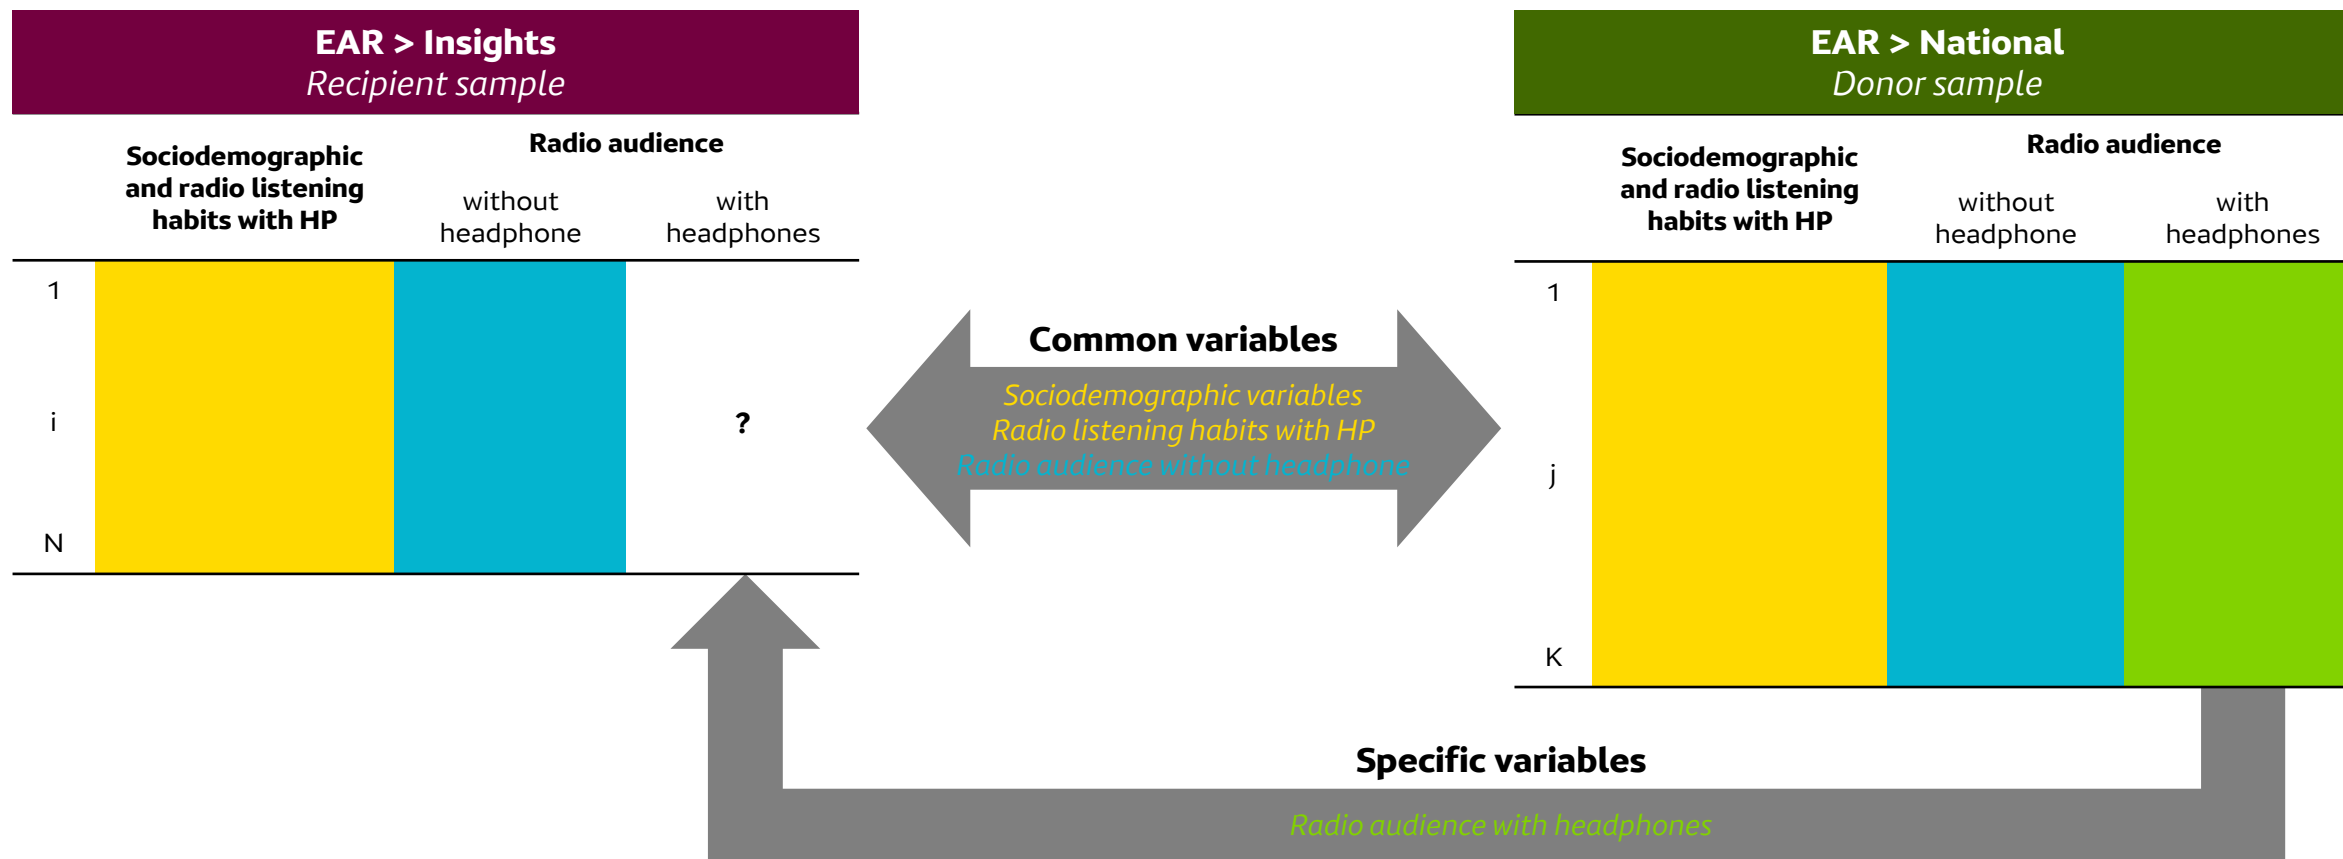 EAR > Insights
Recipient sample
Sociodemographic
and radio listening
habits with HP
Radio audience
without
headphone
with
headphones
1
i
N
?
Common variables
Sociodemographic variables
Radio listening habits with HP
Radio audience without headphone
EAR > National
Donor sample
Sociodemographic
and radio listening
habits with HP
Radio audience
without
headphone
with
headphones
1
j
K
Specific variables
Radio audience with headphones